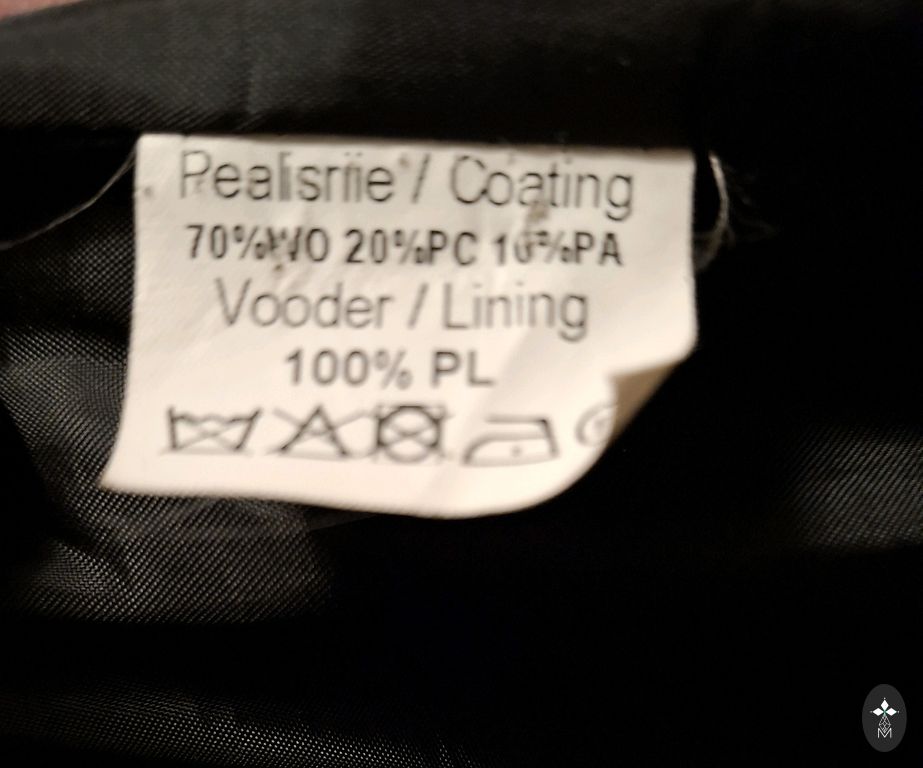 Pealisriie / Coating
70%WO 20%PC 10%PA
Vooder / Lining
100% PL